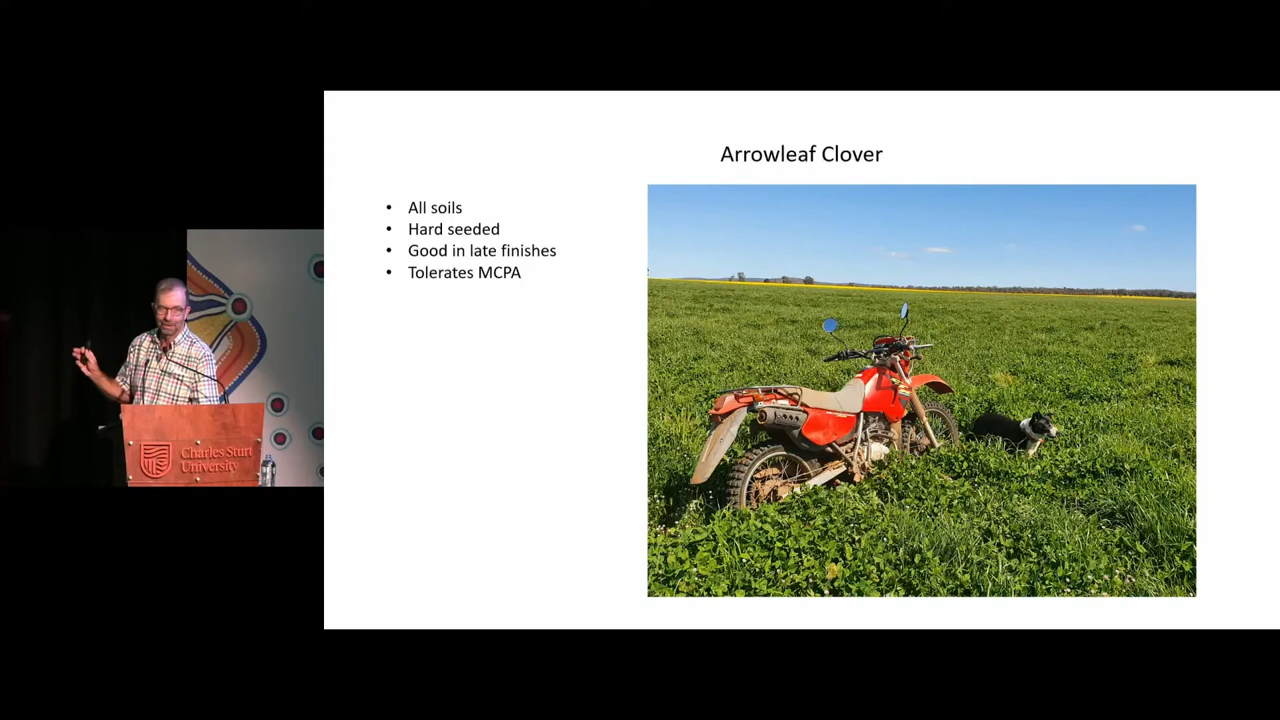 Arrowleaf Clover
• All soils
• Hard seeded
• Good in late finishes
• Tolerates MCPA
Charles Sturt
University